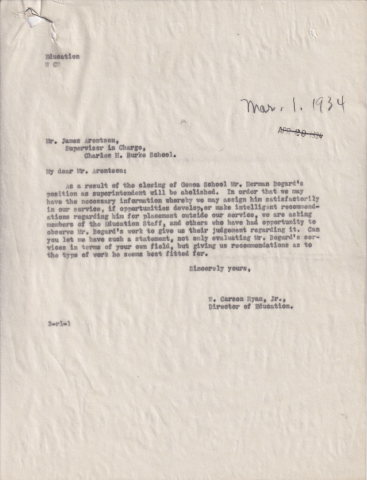 Education
Mar. 1. 1934
Mr. James Arentson,
Supervisor in Charge,
Charles H. Burke School.
My dear Mr. Arentson:
As a result of the closing of Genoa School Mr. Herman Bogard's
position as superintendent will be abolished. In order that we may
have the necessary information whereby we may assign him satisfactorily
in our service, if opportunities develop,or make intelligent recommend-
ations regarding him for placement outside our service, we are asking
members of the Education Staff, and others who have had opportunity to
observe Mr. Bogard's work to give us their judgement regarding it. Can
you let me have such a statement, not only evaluating Mr. Bogard's ser-
vices in terms of your own field, but giving us recommendations as to
the type of work he seems best fitted for.
Sincerely yours,
W. Carson Ryan, Jr.,
Director of Education.